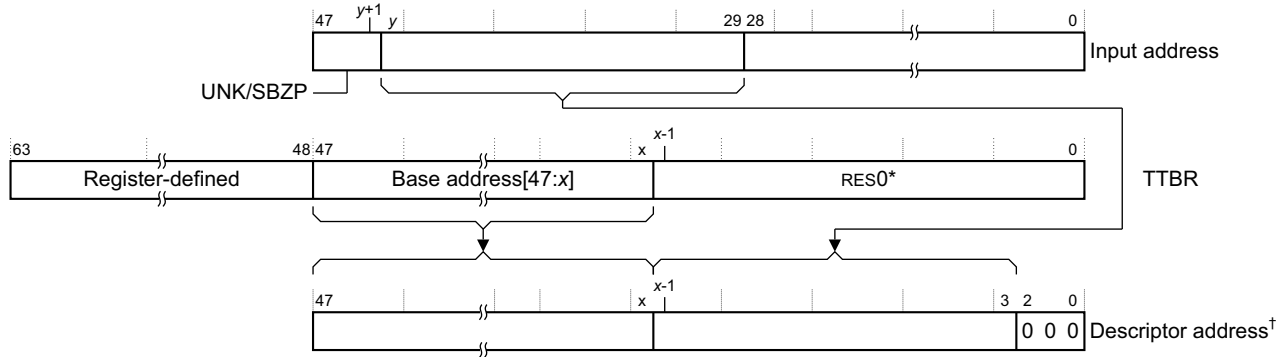 y+1
47 y 29 28 0
Input address
UNK/SBZP
x-1
63 48 47 x 0
Register-defined Base address[47:x] RES0* TTBR
x-1
47 x 3 2 0
0 0 0 Descriptor address†